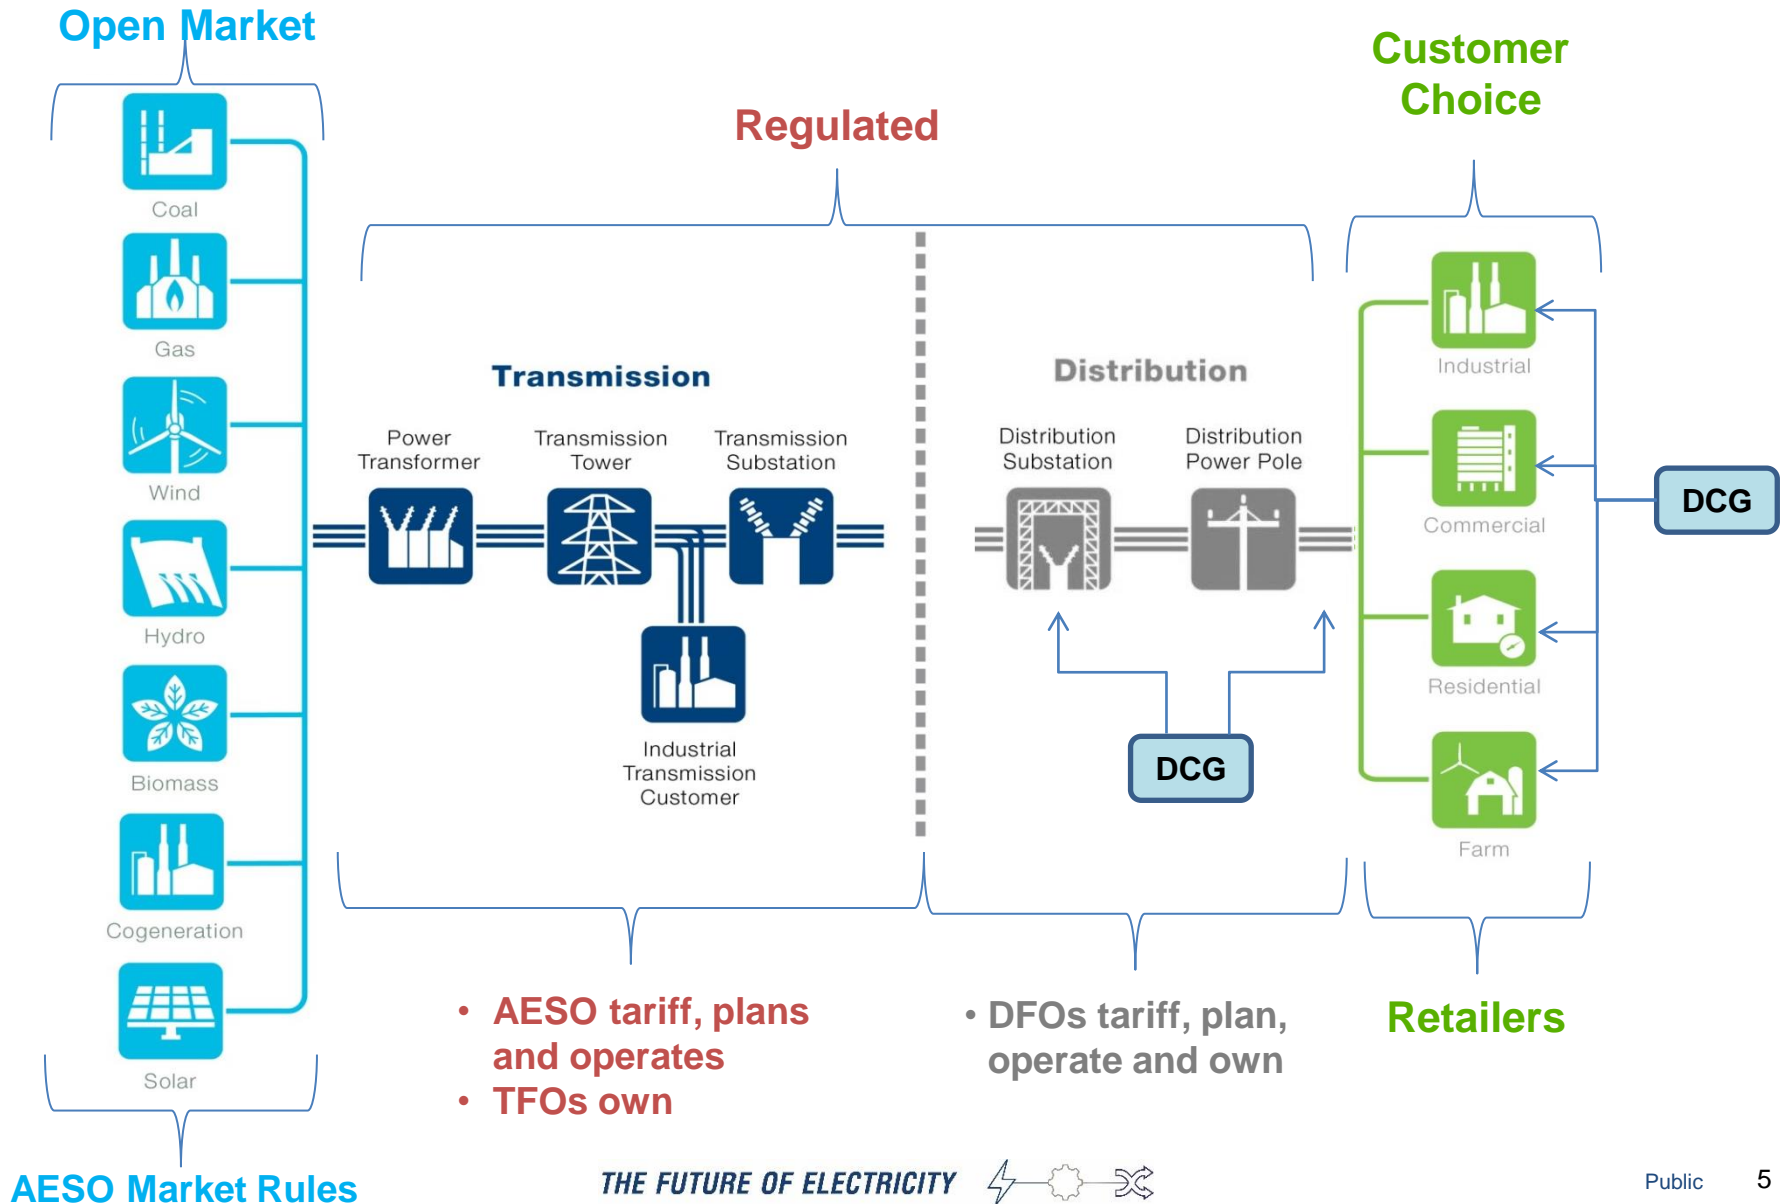 Open Market
Customer
Choice
Regulated
Coal
Gas
Wind
Hydro
Biomass
Cogeneration
Solar
AESO Market Rules
Transmission
Power
Transformer
Transmission
Tower
Transmission
Substation
Industrial
Transmission
Customer
• AESO tariff, plans
and operates
• TFOs own
Distribution
Distribution
Substation
Distribution
Power Pole
DCG
• DFOs tariff, plan,
operate and own
Industrial
Commercial
Residential
Farm
DCG
Retailers
THE FUTURE OF ELECTRICITY
Public 5